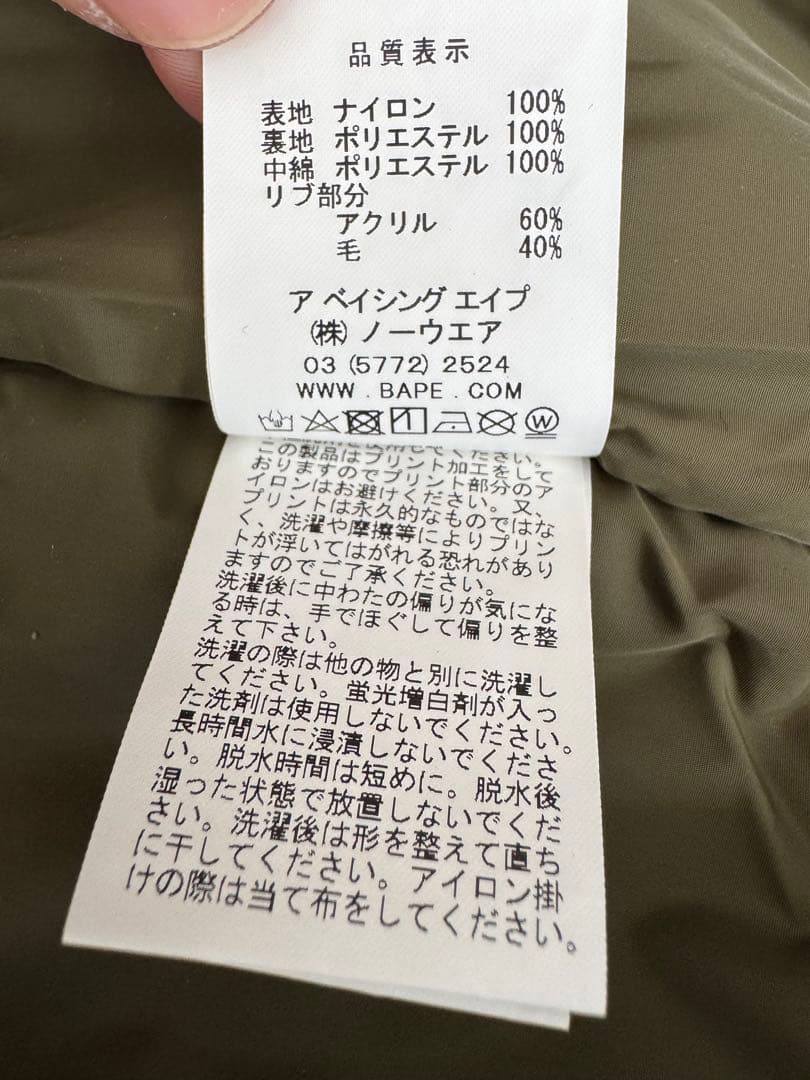 品質表示
表地 ナイロン 100%
裏地 ポリエステル 100%
中綿 ポリエステル 100%
リブ部分
アクリル 60%
毛 40%
ア ベイシング エイプ
(株) ノーウエア
03 (5772) 2524
WWW . BAPE . COM
ください。
この製品はプリント加工をして
おりますのでプリント部分のア
イロンはお避けください。又、
プリントは永久的なものではな
く、洗濯や摩擦等によりプリン
トが浮いてはがれる恐れがあり
ますのでご了承ください。
洗濯後に中わたの偏りが気にな
る時は、手でほぐして偏りを整
えて下さい。
洗濯の際は他の物と別に洗濯し
てください。蛍光増白剤が入っ
た洗剤は使用しないでください。
長時間水に浸漬しないでくださ
い。脱水時間は短めに。脱水後
湿った状態で放置しないでくだ
さい。洗濯後は形を整えて直ち
に干してください。アイロン掛
けの際は当て布をしてください。